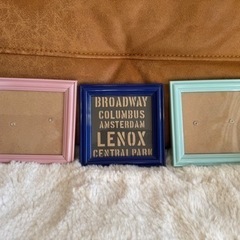 BROADWAY
COLUMBUS
AMSTERDAM
LENOX
CENTRAL PARK